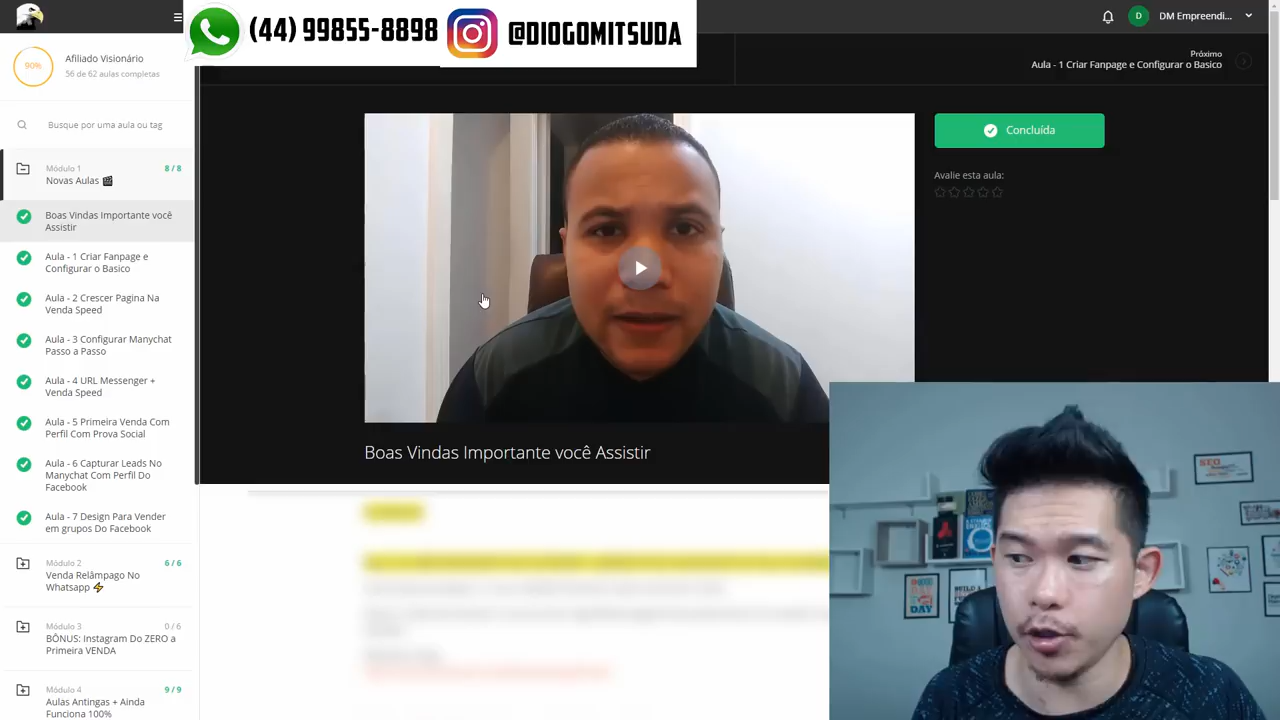 (44) 99855-8898
@DIOGOMITSUDA
D
Do Empreendi...
90%
Afiliado Visionário
56 de 62 aulas completas
Busque por uma aula ou tag
Módulo 1
8 / 8
Novas Aulas
Boas Vindas Importante você
Assistir
Aula - 1 Criar Fanpage e
Configurar o Basico
Aula - 2 Crescer Pagina Na
Venda Speed
Aula - 3 Configurar Manychat
Passo a Passo
Aula - 4 URL Messenger +
Venda Speed
Aula - 5 Primeira Venda Com
Perfil Com Prova Social
Aula - 6 Capturar Leads No
Manychat Com Perfil Do
Facebook
Aula - 7 Design Para Vender
em grupos Do Facebook
Módulo 2
6 / 6
Venda Relâmpago No
Whatsapp
Módulo 3
0 / 6
BÔNUS: Instagram Do ZERO a
Primeira VENDA
Módulo 4
9 / 9
Aulas Antingas + Ainda
Funciona 100%
Próximo
Aula - 1 Criar Fanpage e Configurar o Basico
Concluída
Avalie esta aula:
Boas Vindas Importante você Assistir
SEO